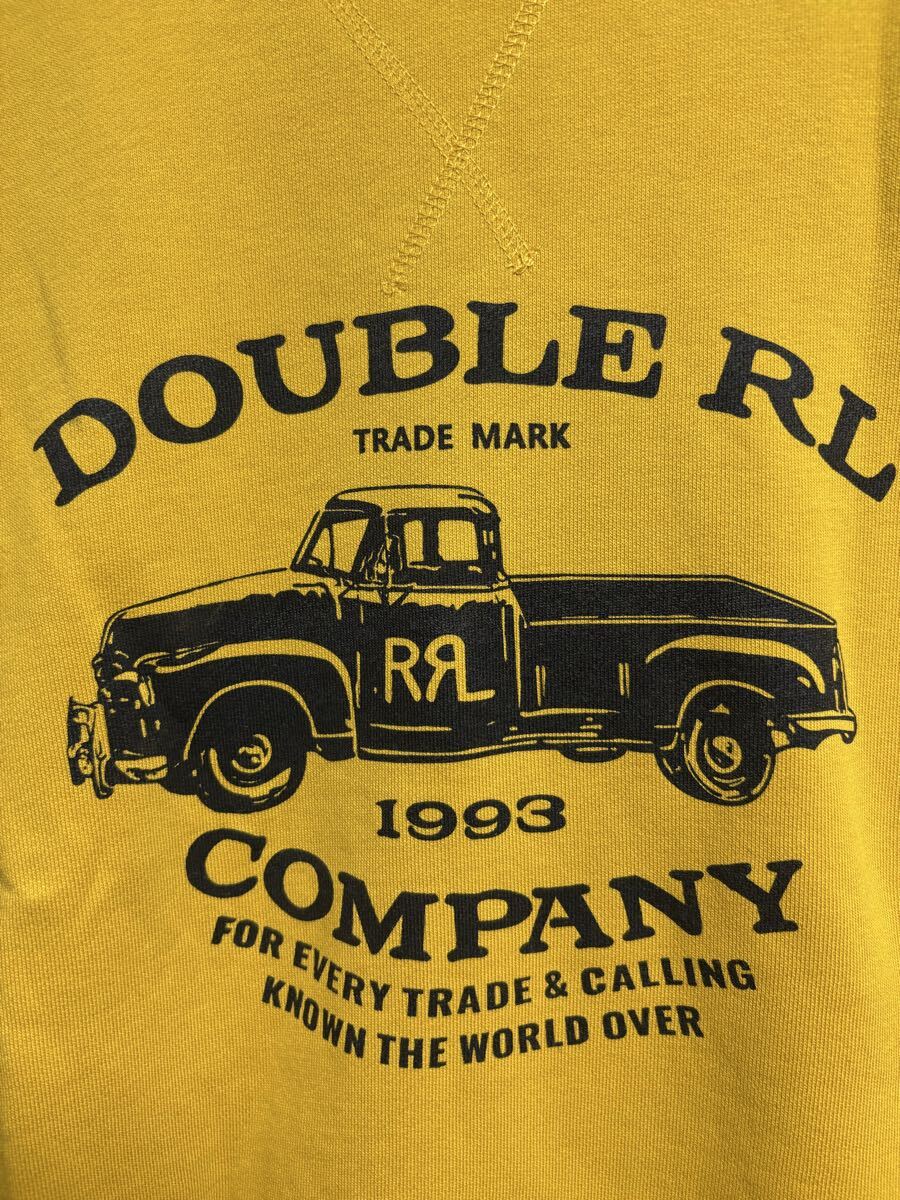 DOUBLE RL
TRADE MARK
RRL
1993
COMPANY
FOR EVERY TRADE & CALLING
KNOWN THE WORLD OVER